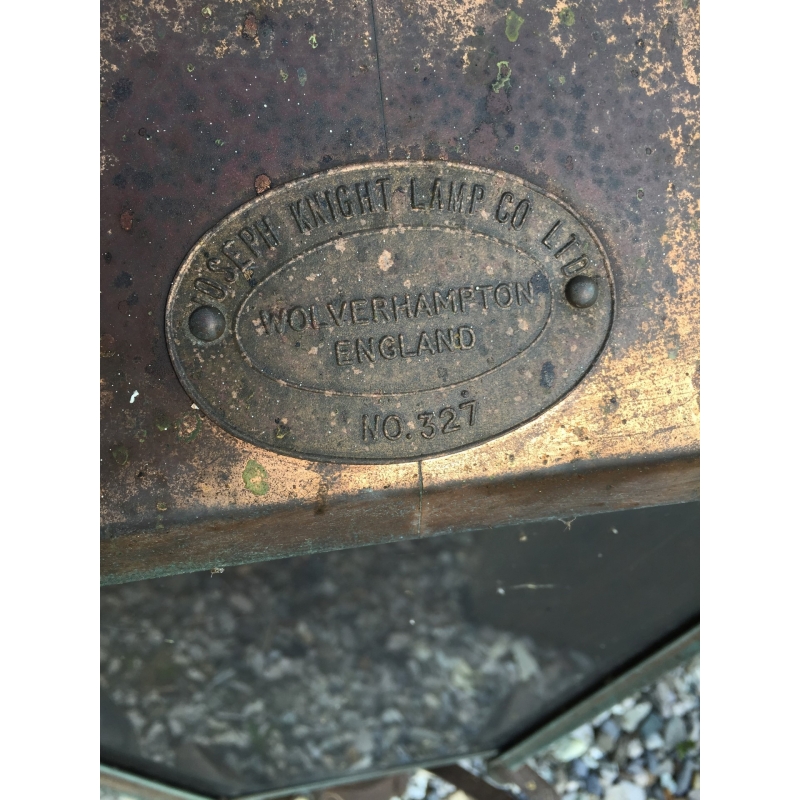 JOSEPH KNIGHT LAMP CO LTD
WOLVERHAMPTON
ENGLAND
NO. 327